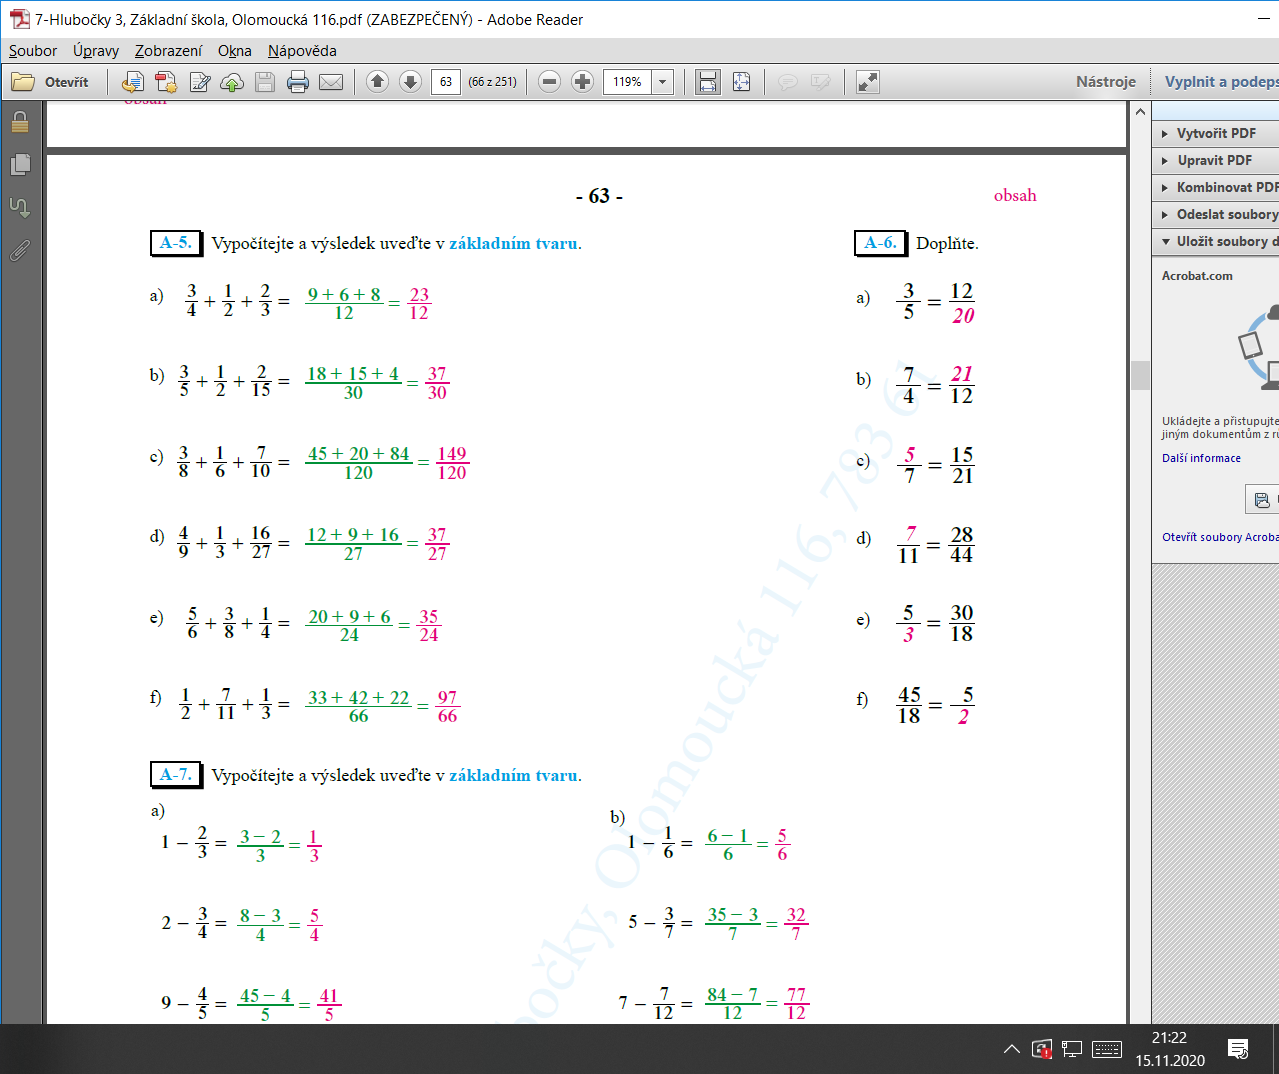 7-Hlubočky 3, Základní škola, Olomoucká 116.pdf (ZABEZPEČENÝ) - Adobe Reader
Soubor Úpravy Zobrazení Okna Nápověda
Otevřít 63 (66 z 251) 119% Nástroje Vyplnit a podeps
obsah
Vytvořit PDF
Upravit PDF
Kombinovat PDF
Odeslat soubory
Uložit soubory d
Acrobat.com
Ukládejte a přistupujte
jiným dokumentům z rů
Další informace
Otevřít soubory Acroba
- 63 - obsah
A-5. Vypočítejte a výsledek uveďte v základním tvaru.
a) 3/4 + 1/2 + 2/3 = (9 + 6 + 8)/12 = 23/12
b) 3/5 + 1/2 + 2/15 = (18 + 15 + 4)/30 = 37/30
c) 3/8 + 1/6 + 7/10 = (45 + 20 + 84)/120 = 149/120
d) 4/9 + 1/3 + 16/27 = (12 + 9 + 16)/27 = 37/27
e) 5/6 + 3/8 + 1/4 = (20 + 9 + 6)/24 = 35/24
f) 1/2 + 7/11 + 1/3 = (33 + 42 + 22)/66 = 97/66
A-6. Doplňte.
a) 3/5 = 12/20
b) 7/4 = 21/12
c) 5/7 = 15/21
d) 7/11 = 28/44
e) 5/3 = 30/18
f) 45/18 = 5/2
A-7. Vypočítejte a výsledek uveďte v základním tvaru.
a)
1 − 2/3 = (3 − 2)/3 = 1/3
2 − 3/4 = (8 − 3)/4 = 5/4
9 − 4/5 = (45 − 4)/5 = 41/5
b)
1 − 1/6 = (6 − 1)/6 = 5/6
5 − 3/7 = (35 − 3)/7 = 32/7
7 − 7/12 = (84 − 7)/12 = 77/12
očky, Olomoucká 116, 783 61
21:22
15.11.2020